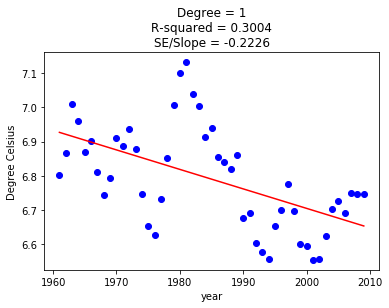 Degree = 1
R-squared = 0.3004
SE/Slope = -0.2226
7.1
7.0
6.9
6.8
6.7
6.6
Degree Celsius
1960 1970 1980 1990 2000 2010
year